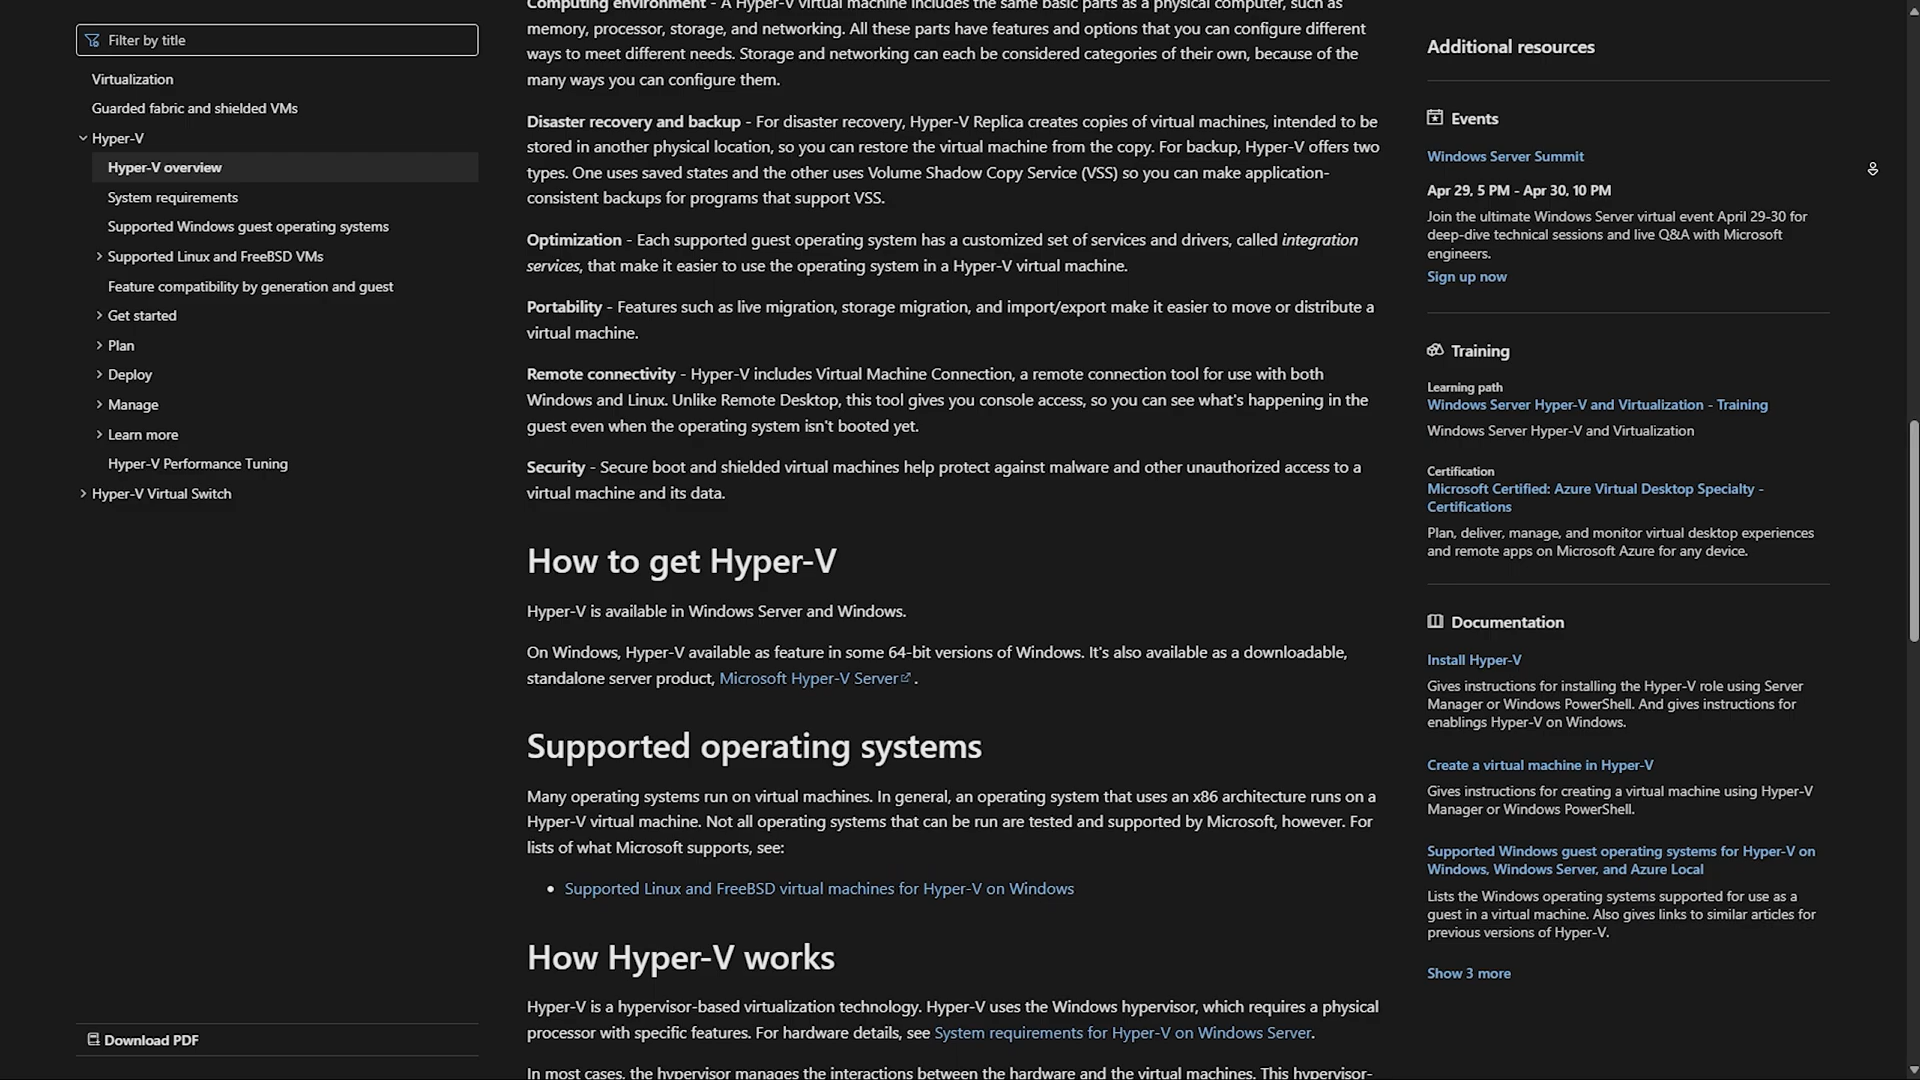 Filter by title
Virtualization
Guarded fabric and shielded VMs
Hyper-V
Hyper-V overview
System requirements
Supported Windows guest operating systems
Supported Linux and FreeBSD VMs
Feature compatibility by generation and guest
Get started
Plan
Deploy
Manage
Learn more
Hyper-V Performance Tuning
Hyper-V Virtual Switch
Download PDF
Computing environment - A Hyper-V virtual machine includes the same basic parts as a physical computer, such as
memory, processor, storage, and networking. All these parts have features and options that you can configure different
ways to meet different needs. Storage and networking can each be considered categories of their own, because of the
many ways you can configure them.
Disaster recovery and backup - For disaster recovery, Hyper-V Replica creates copies of virtual machines, intended to be
stored in another physical location, so you can restore the virtual machine from the copy. For backup, Hyper-V offers two
types. One uses saved states and the other uses Volume Shadow Copy Service (VSS) so you can make application-
consistent backups for programs that support VSS.
Optimization - Each supported guest operating system has a customized set of services and drivers, called integration
services, that make it easier to use the operating system in a Hyper-V virtual machine.
Portability - Features such as live migration, storage migration, and import/export make it easier to move or distribute a
virtual machine.
Remote connectivity - Hyper-V includes Virtual Machine Connection, a remote connection tool for use with both
Windows and Linux. Unlike Remote Desktop, this tool gives you console access, so you can see what's happening in the
guest even when the operating system isn't booted yet.
Security - Secure boot and shielded virtual machines help protect against malware and other unauthorized access to a
virtual machine and its data.
How to get Hyper-V
Hyper-V is available in Windows Server and Windows.
On Windows, Hyper-V available as feature in some 64-bit versions of Windows. It's also available as a downloadable,
standalone server product, Microsoft Hyper-V Server .
Supported operating systems
Many operating systems run on virtual machines. In general, an operating system that uses an x86 architecture runs on a
Hyper-V virtual machine. Not all operating systems that can be run are tested and supported by Microsoft, however. For
lists of what Microsoft supports, see:
• Supported Linux and FreeBSD virtual machines for Hyper-V on Windows
How Hyper-V works
Hyper-V is a hypervisor-based virtualization technology. Hyper-V uses the Windows hypervisor, which requires a physical
processor with specific features. For hardware details, see System requirements for Hyper-V on Windows Server.
In most cases, the hypervisor manages the interactions between the hardware and the virtual machines. This hypervisor-
Additional resources
Events
Windows Server Summit
Apr 29, 5 PM - Apr 30, 10 PM
Join the ultimate Windows Server virtual event April 29-30 for
deep-dive technical sessions and live Q&A with Microsoft
engineers.
Sign up now
Training
Learning path
Windows Server Hyper-V and Virtualization - Training
Windows Server Hyper-V and Virtualization
Certification
Microsoft Certified: Azure Virtual Desktop Specialty -
Certifications
Plan, deliver, manage, and monitor virtual desktop experiences
and remote apps on Microsoft Azure for any device.
Documentation
Install Hyper-V
Gives instructions for installing the Hyper-V role using Server
Manager or Windows PowerShell. And gives instructions for
enablings Hyper-V on Windows.
Create a virtual machine in Hyper-V
Gives instructions for creating a virtual machine using Hyper-V
Manager or Windows PowerShell.
Supported Windows guest operating systems for Hyper-V on
Windows, Windows Server, and Azure Local
Lists the Windows operating systems supported for use as a
guest in a virtual machine. Also gives links to similar articles for
previous versions of Hyper-V.
Show 3 more